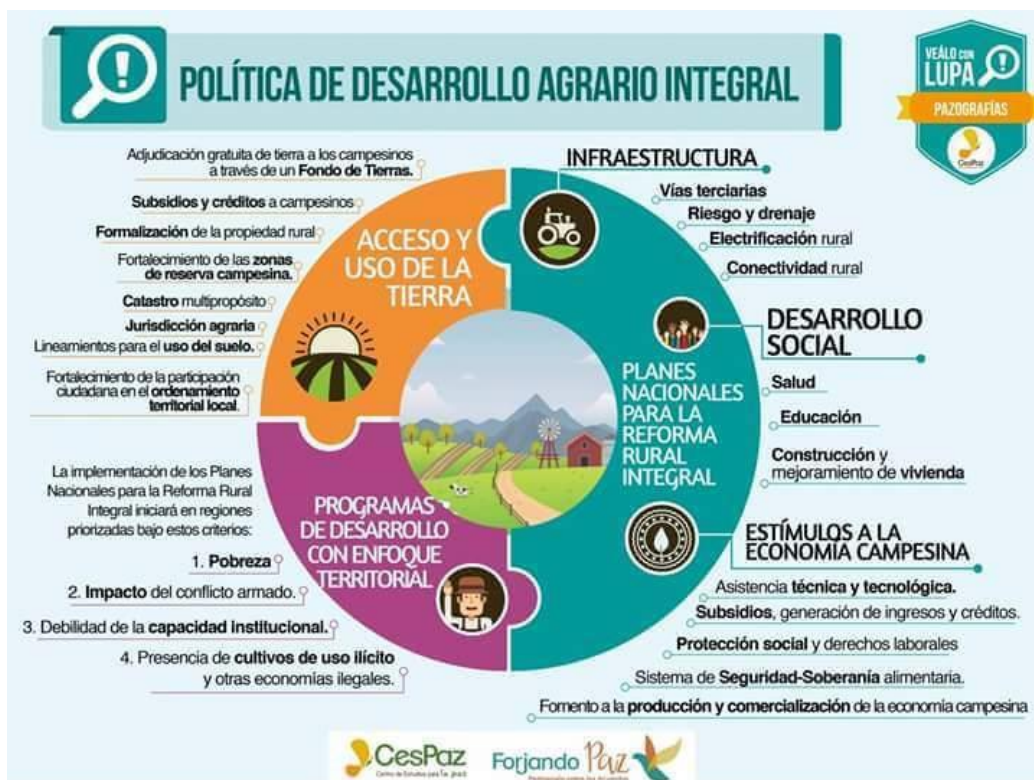 POLÍTICA DE DESARROLLO AGRARIO INTEGRAL
VEÁLO CON
LUPA
PAZOGRAFÍAS
CesPaz
Adjudicación gratuita de tierra a los campesinos
a través de un Fondo de Tierras.
Subsidios y créditos a campesinos
Formalización de la propiedad rural
Fortalecimiento de las zonas
de reserva campesina.
Catastro multipropósito
Jurisdicción agraria
Lineamientos para el uso del suelo.
Fortalecimiento de la participación
ciudadana en el ordenamiento
territorial local.
ACCESO Y
USO DE LA
TIERRA
INFRAESTRUCTURA
Vías terciarias
Riesgo y drenaje
Electrificación rural
Conectividad rural
DESARROLLO
SOCIAL
Salud
Educación
Construcción y
mejoramiento de vivienda
PLANES
NACIONALES
PARA LA
REFORMA
RURAL
INTEGRAL
ESTÍMULOS A LA
ECONOMÍA CAMPESINA
Asistencia técnica y tecnológica.
Subsidios, generación de ingresos y créditos.
Protección social y derechos laborales
Sistema de Seguridad-Soberanía alimentaria.
Fomento a la producción y comercialización de la economía campesina
PROGRAMAS
DE DESARROLLO
CON ENFOQUE
TERRITORIAL
La implementación de los Planes
Nacionales para la Reforma Rural
Integral iniciará en regiones
priorizadas bajo estos criterios:
1. Pobreza
2. Impacto del conflicto armado.
3. Debilidad de la capacidad institucional.
4. Presencia de cultivos de uso ilícito
y otras economías ilegales.
CesPaz
Centro de Estudios para la paz
Forjando Paz